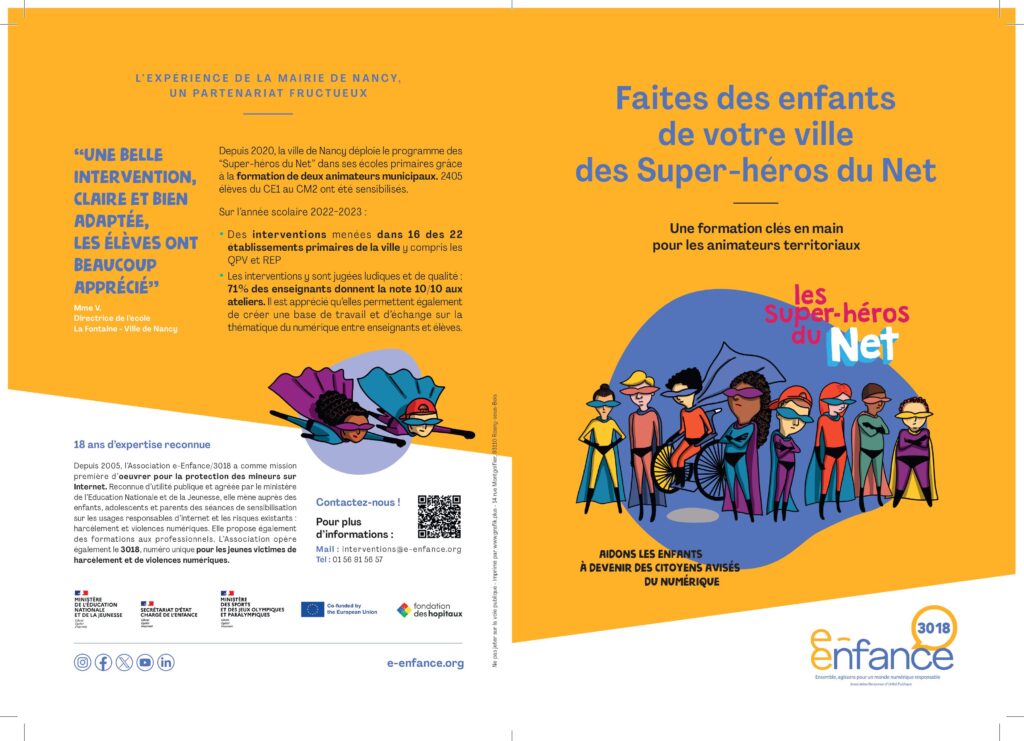 L'EXPÉRIENCE DE LA MAIRIE DE NANCY,
UN PARTENARIAT FRUCTUEUX
“UNE BELLE
INTERVENTION,
CLAIRE ET BIEN
ADAPTÉE,
LES ÉLÈVES ONT
BEAUCOUP
APPRÉCIÉ”
Mme V.
Directrice de l'école
La Fontaine - Ville de Nancy
Depuis 2020, la ville de Nancy déploie le programme des
“Super-héros du Net” dans ses écoles primaires grâce
à la formation de deux animateurs municipaux. 2405
élèves du CE1 au CM2 ont été sensibilisés.
Sur l'année scolaire 2022-2023 :
• Des interventions menées dans 16 des 22
établissements primaires de la ville y compris les
QPV et REP
• Les interventions y sont jugées ludiques et de qualité :
71% des enseignants donnent la note 10/10 aux
ateliers. Il est apprécié qu'elles permettent également
de créer une base de travail et d'échange sur la
thématique du numérique entre enseignants et élèves.
18 ans d'expertise reconnue
Depuis 2005, l'Association e-Enfance/3018 a comme mission
première d'oeuvrer pour la protection des mineurs sur
Internet. Reconnue d'utilité publique et agréée par le ministère
de l'Education Nationale et de la Jeunesse, elle mène auprès des
enfants, adolescents et parents des séances de sensibilisation
sur les usages responsables d'internet et les risques existants :
harcèlement et violences numériques. Elle propose également
des formations aux professionnels. L'Association opère
également le 3018, numéro unique pour les jeunes victimes de
harcèlement et de violences numériques.
Contactez-nous !
Pour plus
d'informations :
Mail : interventions@e-enfance.org
Tél : 01 56 91 56 57
MINISTÈRE
DE L'ÉDUCATION
NATIONALE
ET DE LA JEUNESSE
Liberté
Égalité
Fraternité
SECRÉTARIAT D'ÉTAT
CHARGÉ DE L'ENFANCE
Liberté
Égalité
Fraternité
MINISTÈRE
DES SPORTS
ET DES JEUX OLYMPIQUES
ET PARALYMPIQUES
Liberté
Égalité
Fraternité
Co-funded by
the European Union
fondation
des hopitaux
e-enfance.org
Ne pas jeter sur la voie publique - Imprimé par www.grafik.plus - 14 rue Montgolfier, 93110 Rosny-sous-Bois
Faites des enfants
de votre ville
des Super-héros du Net
Une formation clés en main
pour les animateurs territoriaux
les
Super-héros
du Net
AIDONS LES ENFANTS
À DEVENIR DES CITOYENS AVISÉS
DU NUMÉRIQUE
3018
e-enfance
Ensemble, agissons pour un monde numérique responsable
Association Reconnue d'Utilité Publique